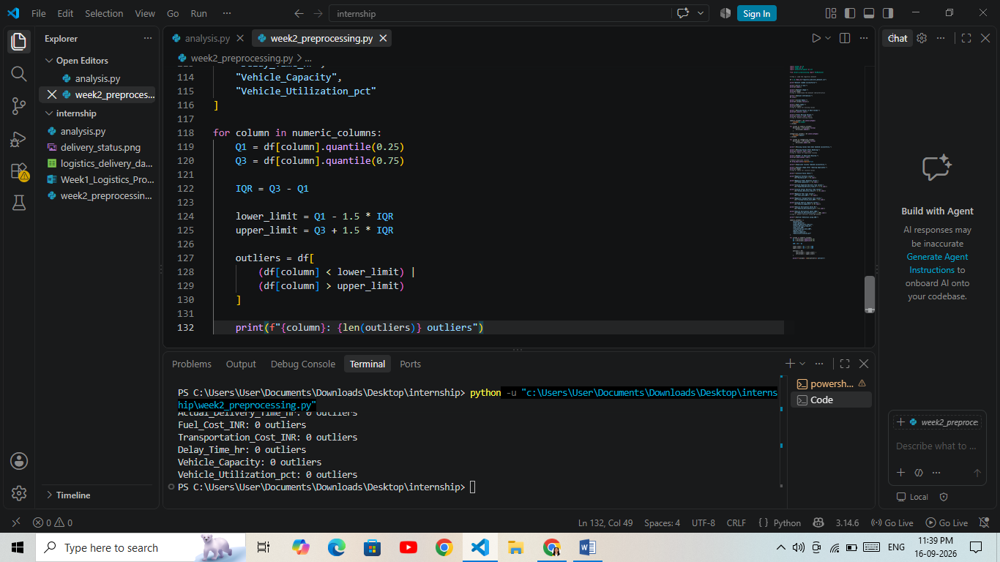 File Edit Selection View Go Run ··· internship Sign In
Explorer ···
Open Editors
analysis.py
week2_preproces...
internship
analysis.py
delivery_status.png
logistics_delivery_da...
Week1_Logistics_Pro...
week2_preprocessin...
Timeline
analysis.py week2_preprocessing.py
week2_preprocessing.py > ...
114 "Vehicle_Capacity",
115 "Vehicle_Utilization_pct"
116 ]
117
118 for column in numeric_columns:
119 Q1 = df[column].quantile(0.25)
120 Q3 = df[column].quantile(0.75)
121
122 IQR = Q3 - Q1
123
124 lower_limit = Q1 - 1.5 * IQR
125 upper_limit = Q3 + 1.5 * IQR
126
127 outliers = df[
128 (df[column] < lower_limit) |
129 (df[column] > upper_limit)
130 ]
131
132 print(f"{column}: {len(outliers)} outliers")
Problems Output Debug Console Terminal Ports
PS C:\Users\User\Documents\Downloads\Desktop\internship> python -u "c:\Users\User\Documents\Downloads\Desktop\interns
hip\week2_preprocessing.py"
Actual_Delivery_Time_hr: 0 outliers
Fuel_Cost_INR: 0 outliers
Transportation_Cost_INR: 0 outliers
Delay_Time_hr: 0 outliers
Vehicle_Capacity: 0 outliers
Vehicle_Utilization_pct: 0 outliers
PS C:\Users\User\Documents\Downloads\Desktop\internship>
powersh...
Code
Chat
Build with Agent
AI responses may
be inaccurate
Generate Agent
Instructions to
onboard AI onto
your codebase.
week2_preproces
Describe what to ...
Local
0 0 Ln 132, Col 49 Spaces: 4 UTF-8 CRLF {} Python 3.14.6 Go Live Go Live
Type here to search
ENG
11:39 PM
16-09-2026